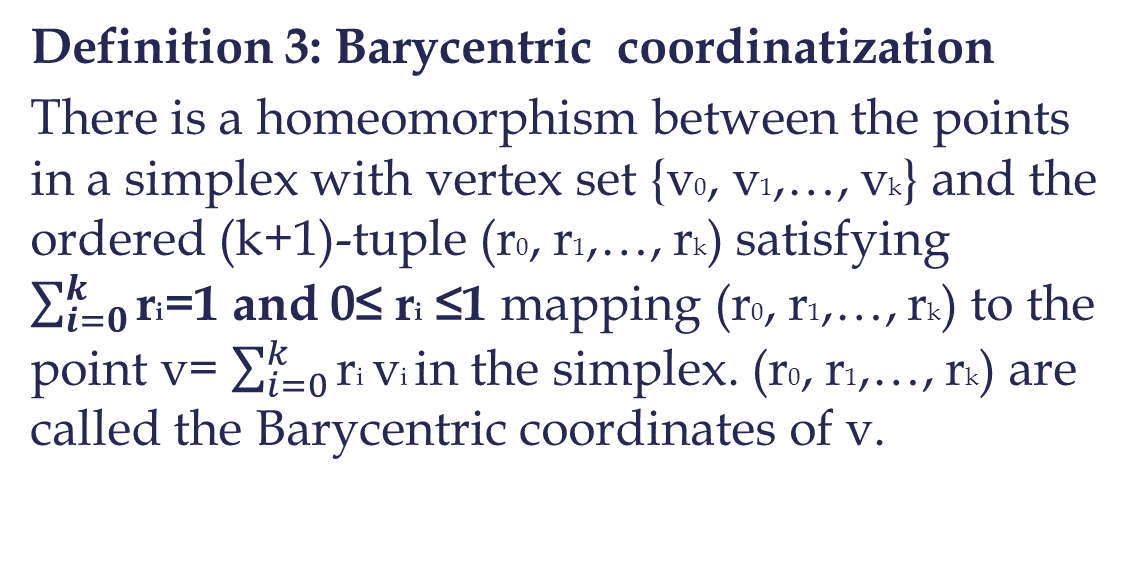 Definition 3: Barycentric coordinatization
There is a homeomorphism between the points
in a simplex with vertex set {v₀, v₁,…, vₖ} and the
ordered (k+1)-tuple (r₀, r₁,…, rₖ) satisfying
∑ᵏᵢ₌₀ rᵢ=1 and 0≤ rᵢ ≤1 mapping (r₀, r₁,…, rₖ) to the
point v= ∑ᵏᵢ₌₀ rᵢ vᵢ in the simplex. (r₀, r₁,…, rₖ) are
called the Barycentric coordinates of v.